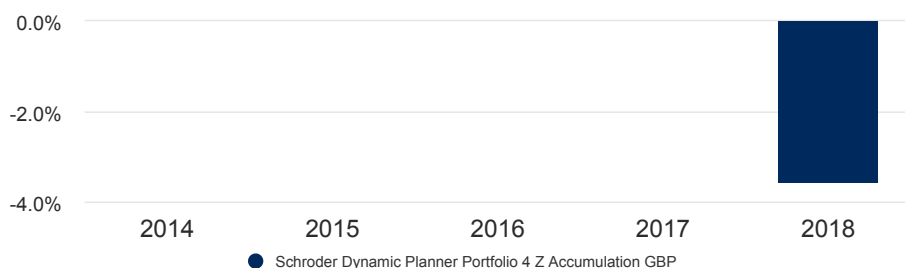 0.0%
-2.0%
-4.0%
2014 2015 2016 2017 2018
Schroder Dynamic Planner Portfolio 4 Z Accumulation GBP